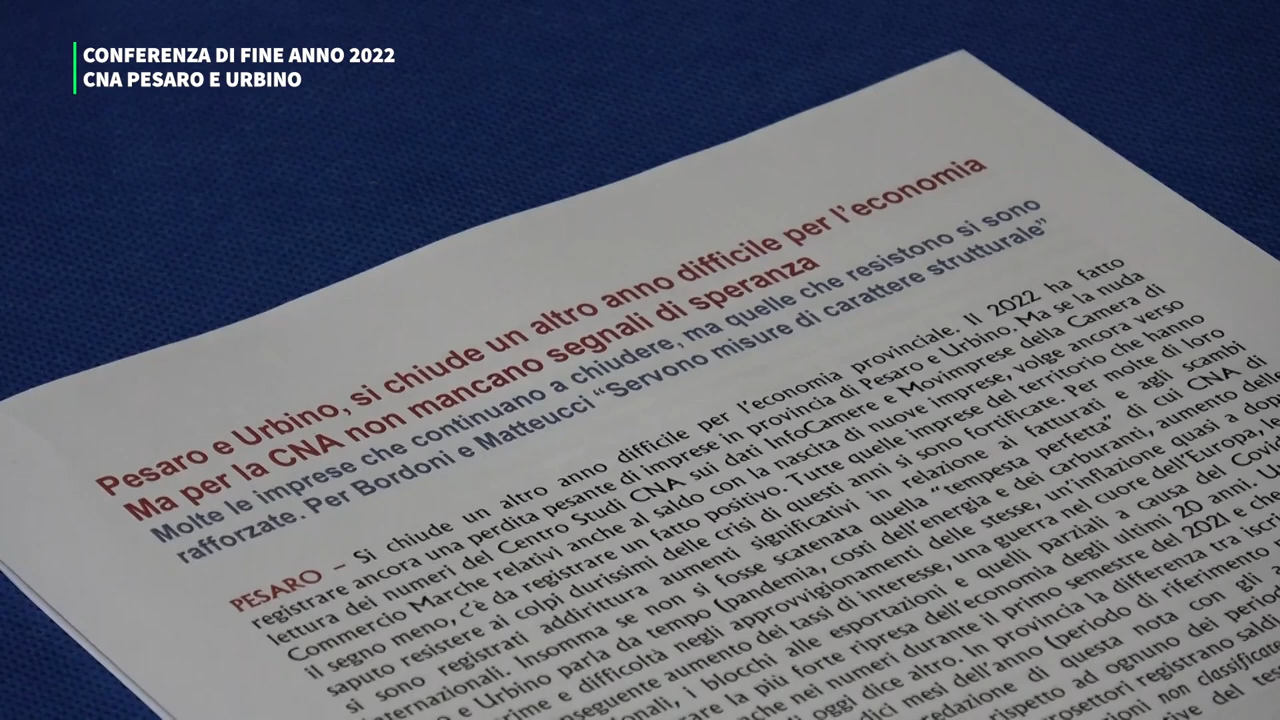 CONFERENZA DI FINE ANNO 2022
CNA PESARO E URBINO
Pesaro e Urbino, si chiude un altro anno difficile per l'economia
Ma per la CNA non mancano segnali di speranza
Molte le imprese che continuano a chiudere, ma quelle che resistono si sono
rafforzate. Per Bordoni e Matteucci “Servono misure di carattere strutturale”
PESARO – Si chiude un altro anno difficile per l'economia provinciale. Il 2022 ha fatto
registrare ancora una perdita pesante di imprese in provincia di Pesaro e Urbino. Ma se la nuda
lettura dei numeri del Centro Studi CNA sui dati InfoCamere e Movimprese della Camera di
Commercio Marche relativi anche al saldo con la nascita di nuove imprese, volge ancora verso
il segno meno, c'è da registrare un fatto positivo. Tutte quelle imprese del territorio che hanno
saputo resistere ai colpi durissimi delle crisi di questi anni si sono fortificate. Per molte di loro
si sono registrati addirittura aumenti significativi in relazione ai fatturati e agli scambi
internazionali. Insomma se non si fosse scatenata quella “tempesta perfetta” di cui CNA di
e Urbino parla da tempo (pandemia, costi dell'energia e dei carburanti, aumento delle
prime e difficoltà negli approvvigionamenti delle stesse, un'inflazione quasi a dopp
conseguente aumento dei tassi di interesse, una guerra nel cuore dell'Europa, le
i blocchi alle esportazioni e quelli parziali a causa del Covid
la più forte ripresa dell'economia degli ultimi 20 anni. U
anche nei numeri durante il primo semestre del 2021 e che
oggi dice altro. In provincia la differenza tra iscri
dici mesi dell'anno (periodo di riferimento
redazione di questa nota con gli
rispetto ad ognuno dei period
registrano saldi
non classificate